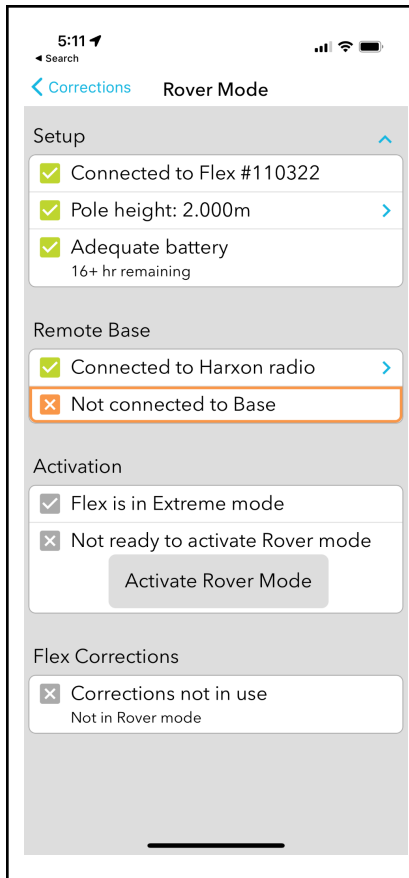 5:11
Search
Corrections Rover Mode
Setup
Connected to Flex #110322
Pole height: 2.000m
Adequate battery
16+ hr remaining
Remote Base
Connected to Harxon radio
Not connected to Base
Activation
Flex is in Extreme mode
Not ready to activate Rover mode
Activate Rover Mode
Flex Corrections
Corrections not in use
Not in Rover mode